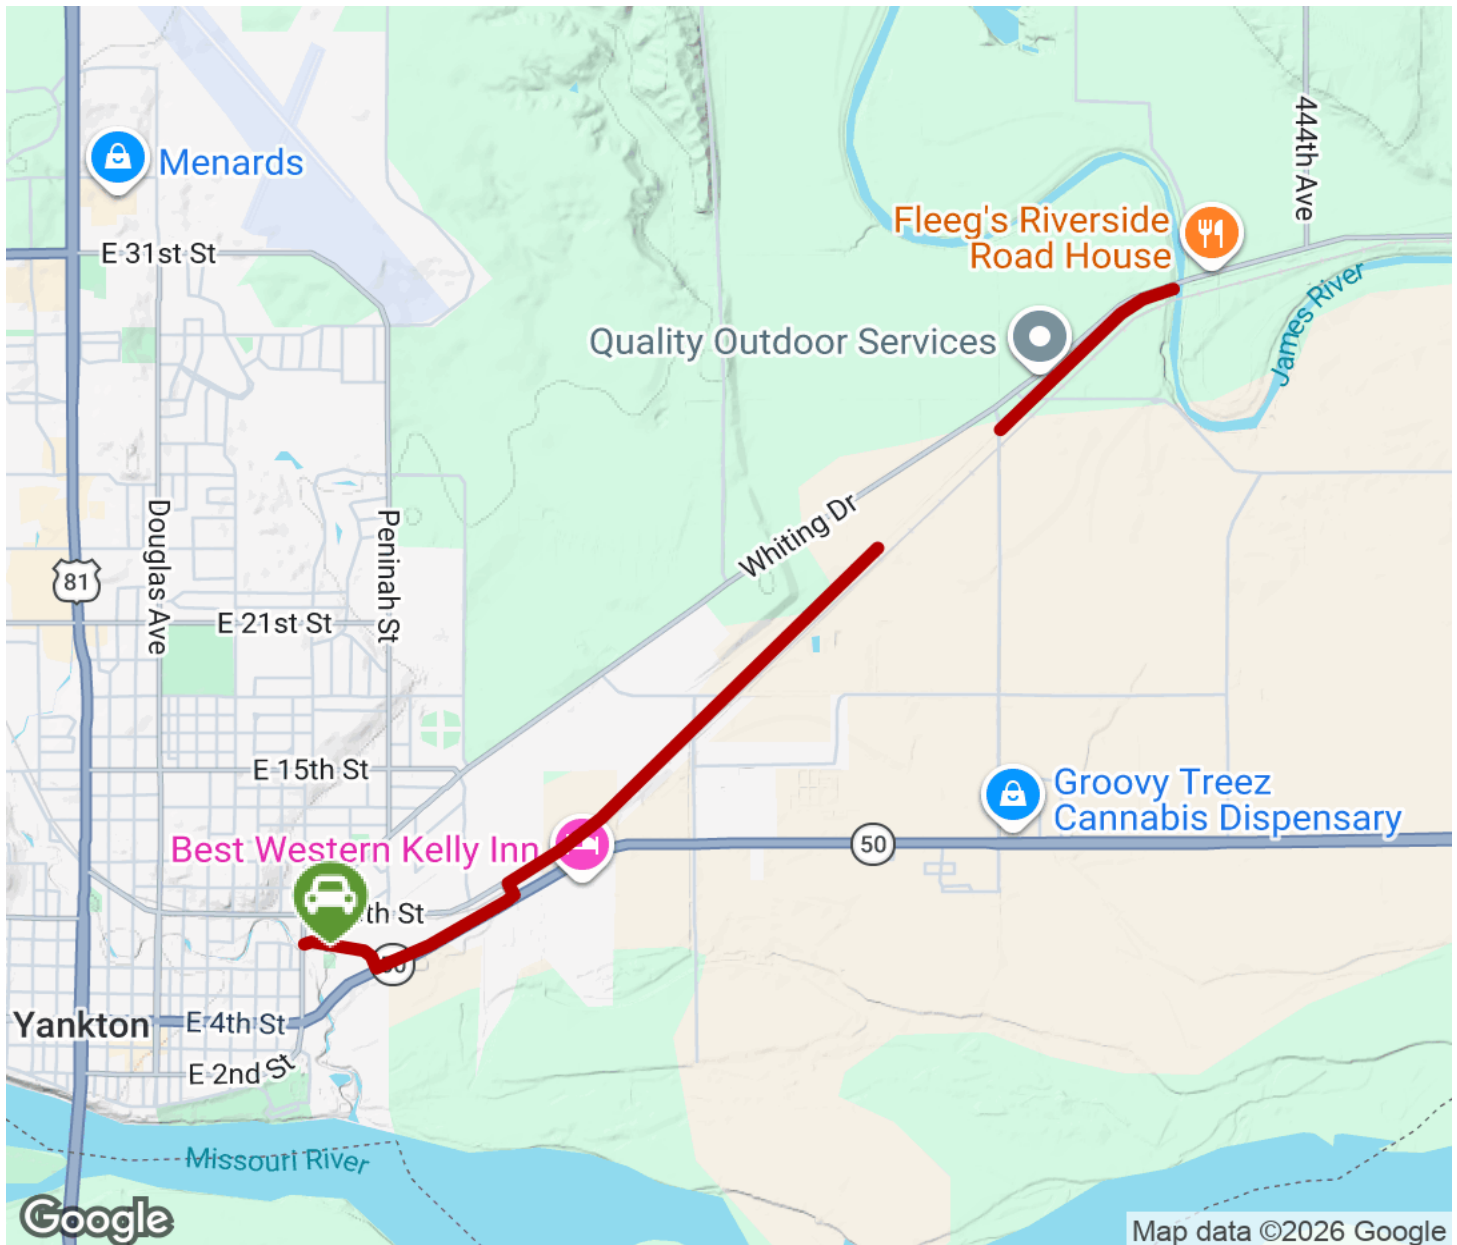 444th Ave
Menards
Fleeg's Riverside
Road House
E 31st St
James River
Quality Outdoor Services
Whiting Dr
Douglas Ave
Peninah St
81
E 21st St
E 15th St
Groovy Treez
Cannabis Dispensary
50
Best Western Kelly Inn
th St
50
Yankton
E 4th St
E 2nd St
Missouri River
Google
Map data ©2026 Google